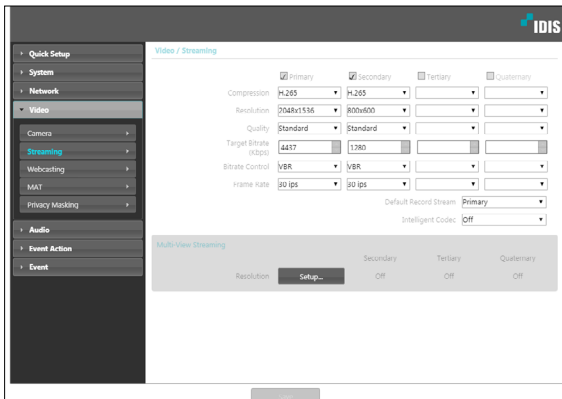 IDIS
Quick Setup
System
Network
Video
Camera
Streaming
Webcasting
MAT
Privacy Masking
Audio
Event Action
Event
Video / Streaming
Primary Secondary Tertiary Quaternary
Compression H.265 H.265
Resolution 2048x1536 800x600
Quality Standard Standard
Target Bitrate
(Kbps) 4437 1280
Bitrate Control VBR VBR
Frame Rate 30 ips 30 ips
Default Record Stream Primary
Intelligent Codec Off
Multi-View Streaming
Secondary Tertiary Quaternary
Resolution Setup... Off Off Off